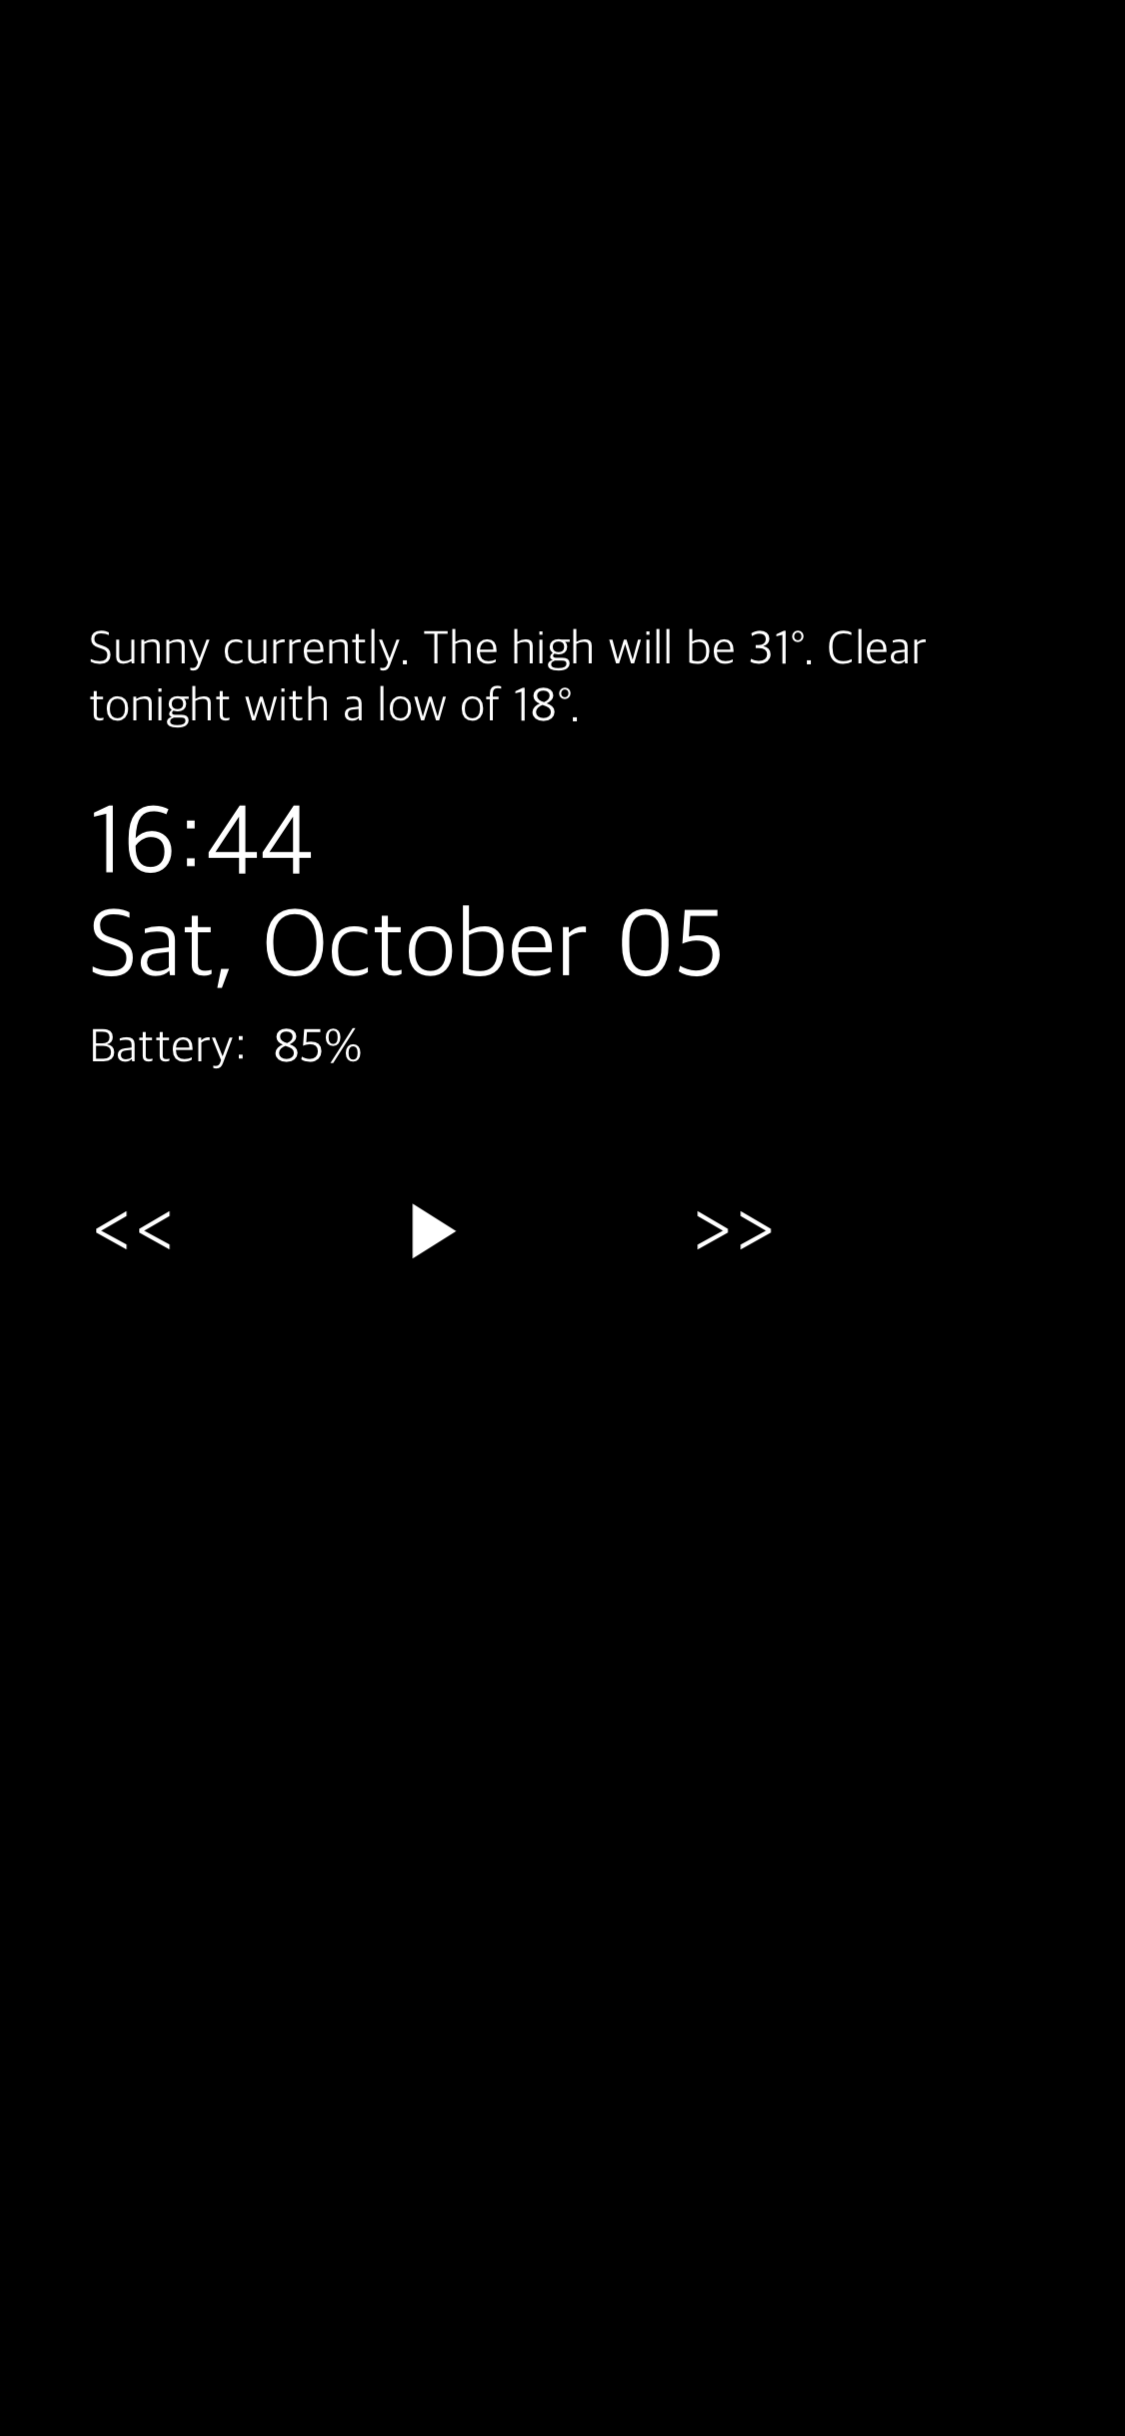 Sunny currently. The high will be 31°. Clear
tonight with a low of 18°.
16:44
Sat, October 05
Battery: 85%
<< ▶ >>